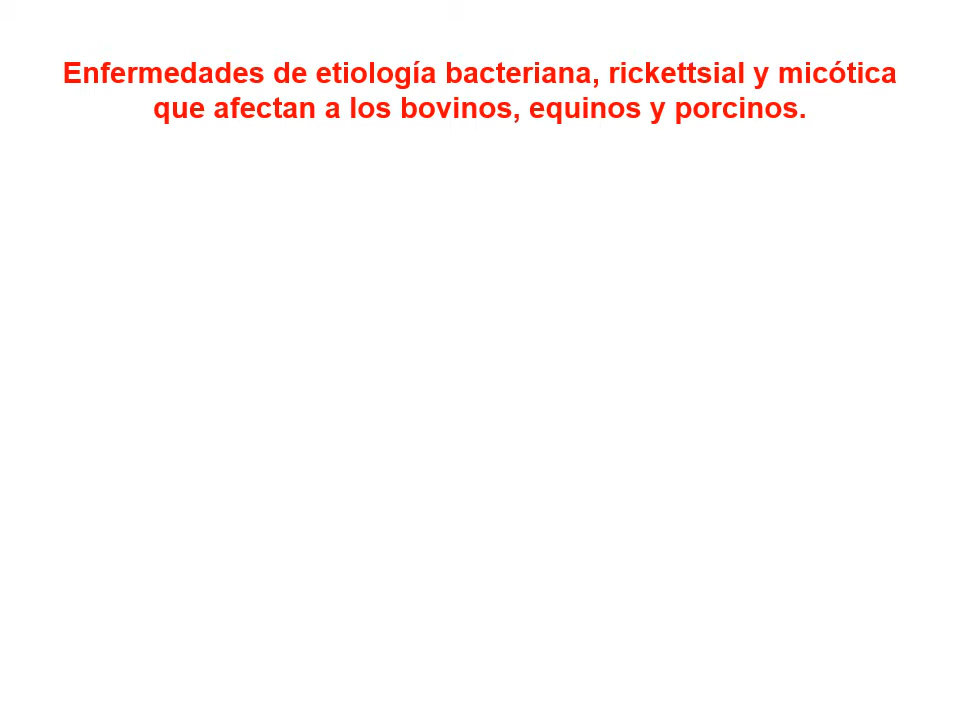 Enfermedades de etiología bacteriana, rickettsial y micótica
que afectan a los bovinos, equinos y porcinos.